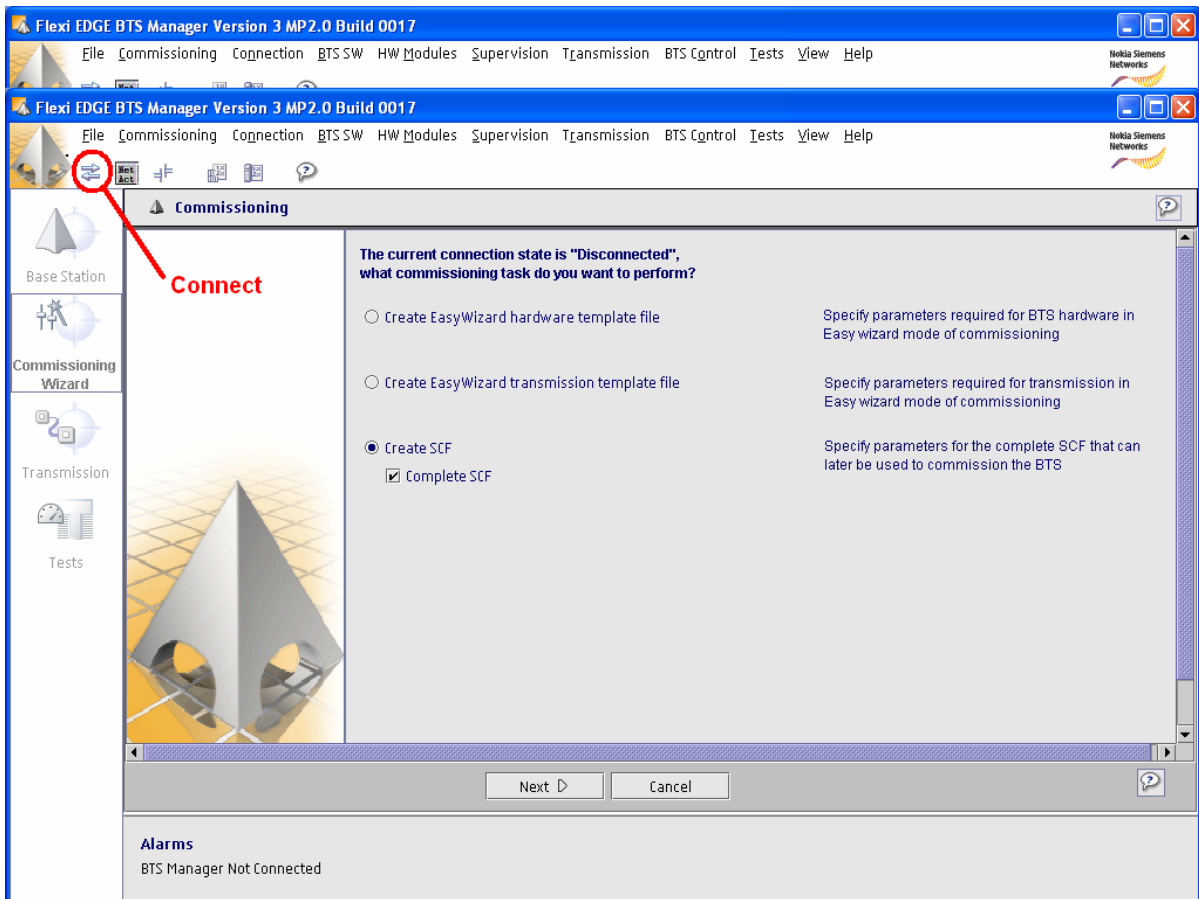 Flexi EDGE BTS Manager Version 3 MP2.0 Build 0017
File Commissioning Connection BTS SW HW Modules Supervision Transmission BTS Control Tests View Help
Nokia Siemens
Networks
Flexi EDGE BTS Manager Version 3 MP2.0 Build 0017
File Commissioning Connection BTS SW HW Modules Supervision Transmission BTS Control Tests View Help
Nokia Siemens
Networks
Net
Act
Commissioning
Base Station
Connect
Commissioning
Wizard
Transmission
Tests
The current connection state is "Disconnected",
what commissioning task do you want to perform?
Create EasyWizard hardware template file
Specify parameters required for BTS hardware in
Easy wizard mode of commissioning
Create EasyWizard transmission template file
Specify parameters required for transmission in
Easy wizard mode of commissioning
Create SCF
Complete SCF
Specify parameters for the complete SCF that can
later be used to commission the BTS
Next Cancel
Alarms
BTS Manager Not Connected